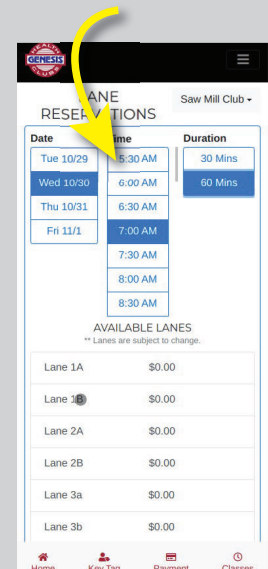 HEALTH
GENESIS
CLUBS
LANE
RESERVATIONS
Saw Mill Club
Date
Time
Duration
Tue 10/29
5:30 AM
30 Mins
Wed 10/30
6:00 AM
60 Mins
Thu 10/31
6:30 AM
Fri 11/1
7:00 AM
7:30 AM
8:00 AM
8:30 AM
AVAILABLE LANES
** Lanes are subject to change.
Lane 1A $0.00
Lane 1B $0.00
Lane 2A $0.00
Lane 2B $0.00
Lane 3a $0.00
Lane 3b $0.00
Home Key Tag Payment Classes